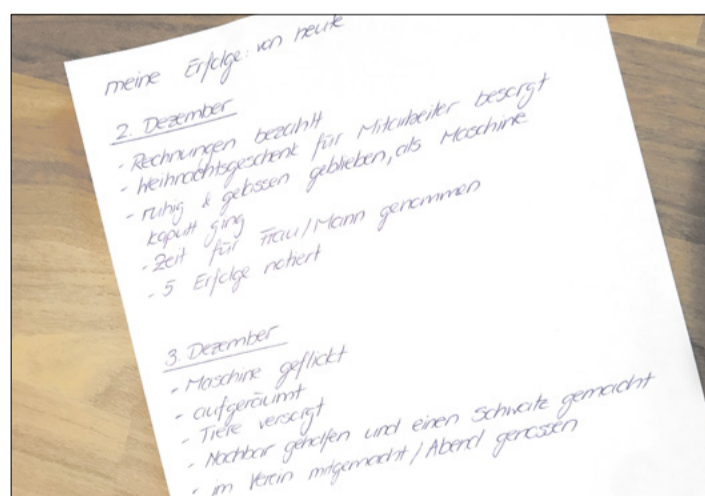 meine Erfolge: von heute
2. Dezember
- Rechnungen bezahlt
- Weihnachtsgeschenk für Mitarbeiter besorgt
- ruhig & gelassen geblieben, als Maschine
kaputt ging
- Zeit für Frau/Mann genommen
- 5 Erfolge notiert
3. Dezember
- Maschine geflickt
- aufgeräumt
- Tiere versorgt
- Nachbar geholfen und einen Schwatz gemacht
- im Verein mitgemacht / Abend genossen